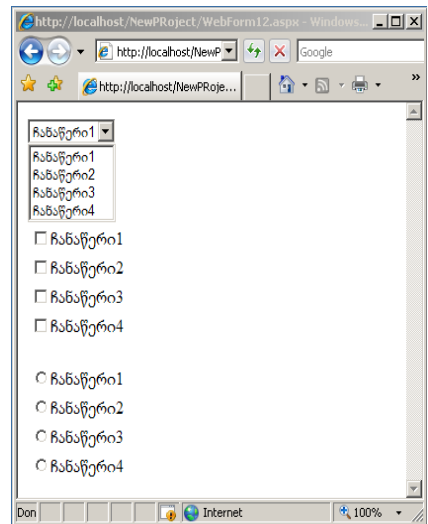 http://localhost/NewPRoject/WebForm12.aspx - Windows...
http://localhost/NewP
Google
http://localhost/NewPRoje...
»
ჩანაწერი1
ჩანაწერი1
ჩანაწერი2
ჩანაწერი3
ჩანაწერი4
ჩანაწერი1
ჩანაწერი2
ჩანაწერი3
ჩანაწერი4
ჩანაწერი1
ჩანაწერი2
ჩანაწერი3
ჩანაწერი4
Don
Internet
100%